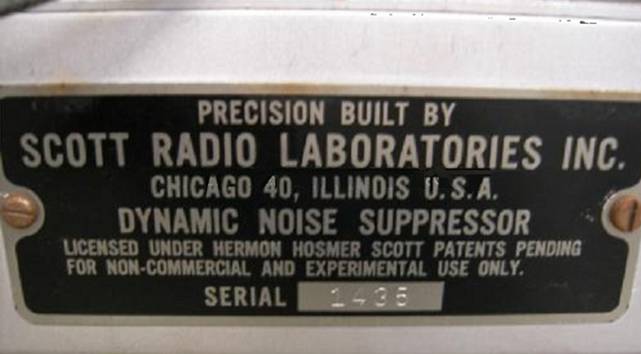 PRECISION BUILT BY
SCOTT RADIO LABORATORIES INC.
CHICAGO 40, ILLINOIS U.S.A.
DYNAMIC NOISE SUPPRESSOR
LICENSED UNDER HERMON HOSMER SCOTT PATENTS PENDING
FOR NON-COMMERCIAL AND EXPERIMENTAL USE ONLY.
SERIAL 1435